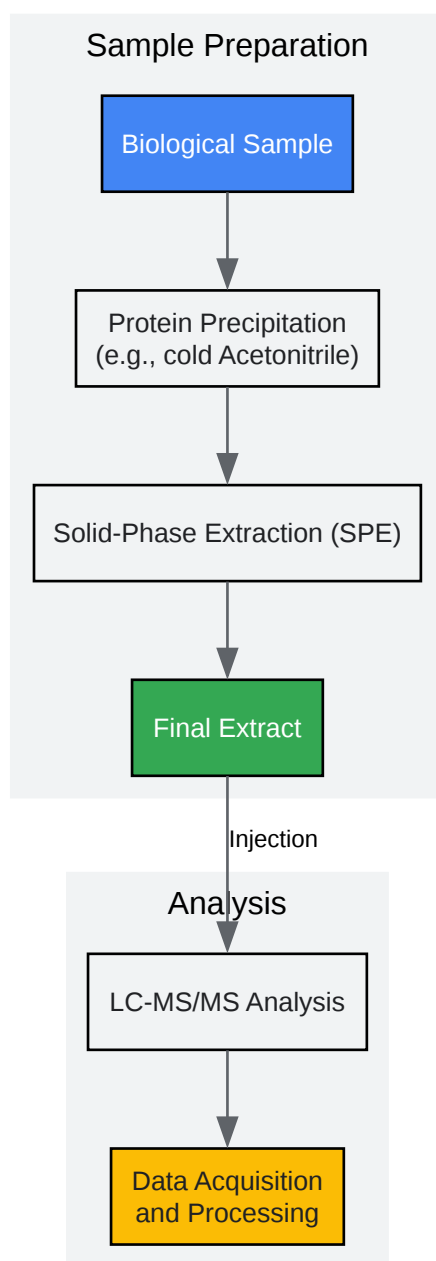 Sample Preparation
Biological Sample
Protein Precipitation
(e.g., cold Acetonitrile)
Solid-Phase Extraction (SPE)
Final Extract
Injection
Analysis
LC-MS/MS Analysis
Data Acquisition
and Processing